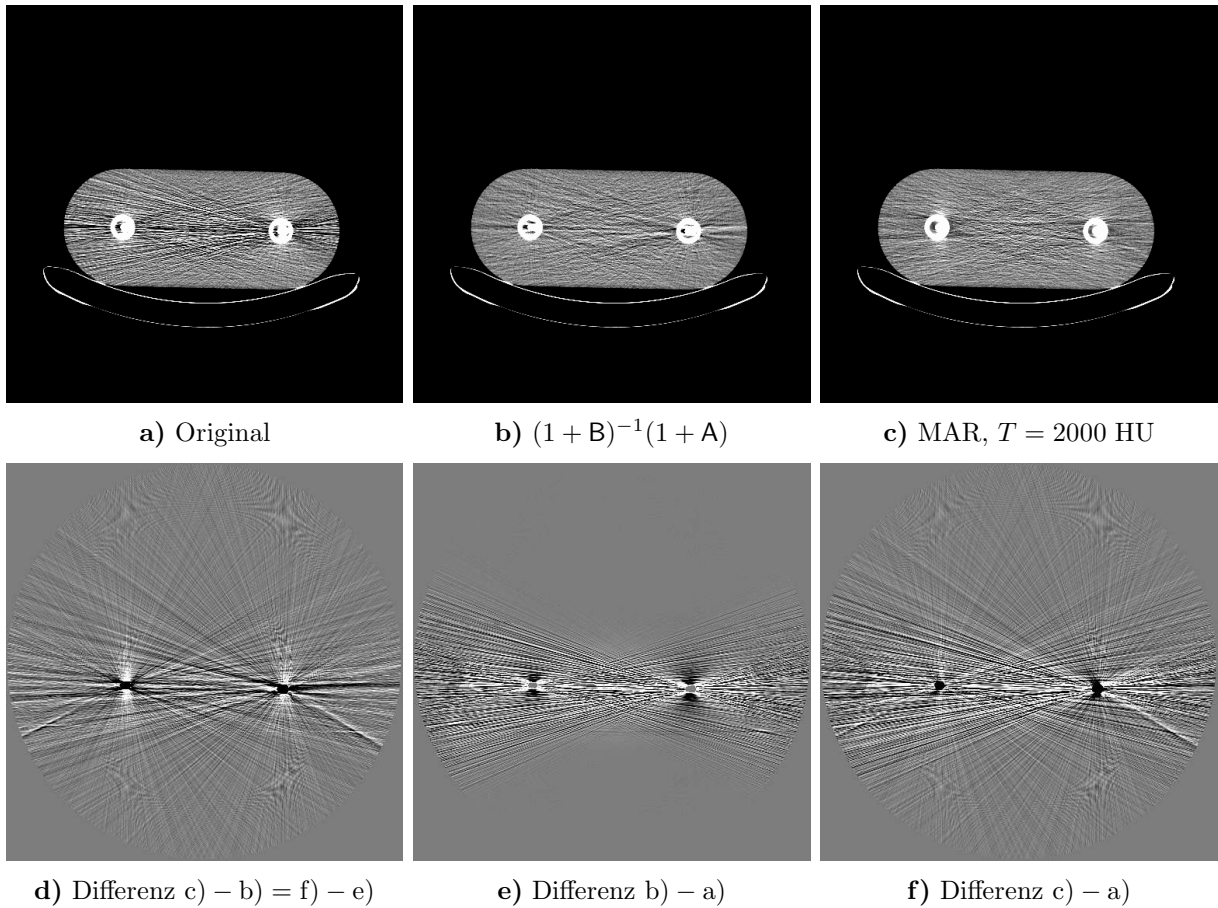 a) Original
b) (1 + B)⁻¹(1 + A)
c) MAR, T = 2000 HU
d) Differenz c) − b) = f) − e)
e) Differenz b) − a)
f) Differenz c) − a)